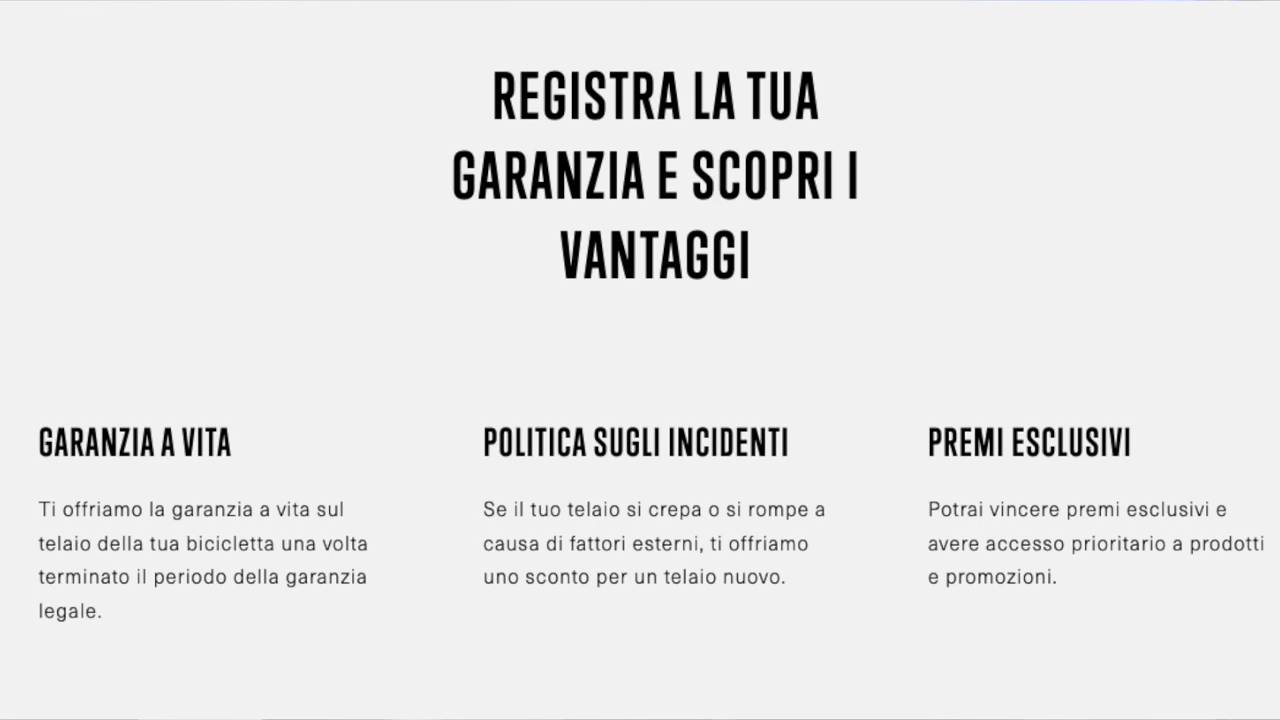 REGISTRA LA TUA
GARANZIA E SCOPRI I
VANTAGGI
GARANZIA A VITA
Ti offriamo la garanzia a vita sul
telaio della tua bicicletta una volta
terminato il periodo della garanzia
legale.
POLITICA SUGLI INCIDENTI
Se il tuo telaio si crepa o si rompe a
causa di fattori esterni, ti offriamo
uno sconto per un telaio nuovo.
PREMI ESCLUSIVI
Potrai vincere premi esclusivi e
avere accesso prioritario a prodotti
e promozioni.